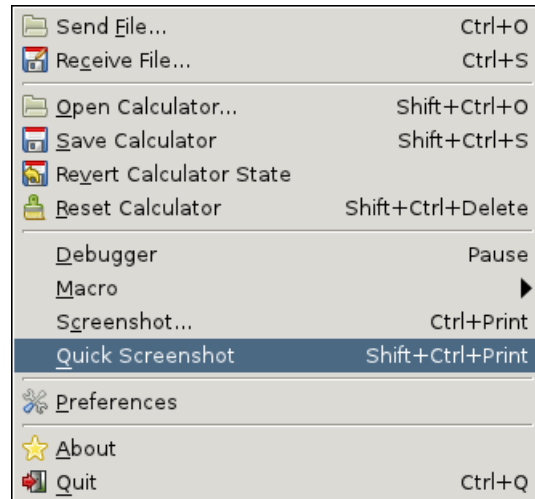 Send File... Ctrl+O
Receive File... Ctrl+S
Open Calculator... Shift+Ctrl+O
Save Calculator Shift+Ctrl+S
Revert Calculator State
Reset Calculator Shift+Ctrl+Delete
Debugger Pause
Macro
Screenshot... Ctrl+Print
Quick Screenshot Shift+Ctrl+Print
Preferences
About
Quit Ctrl+Q